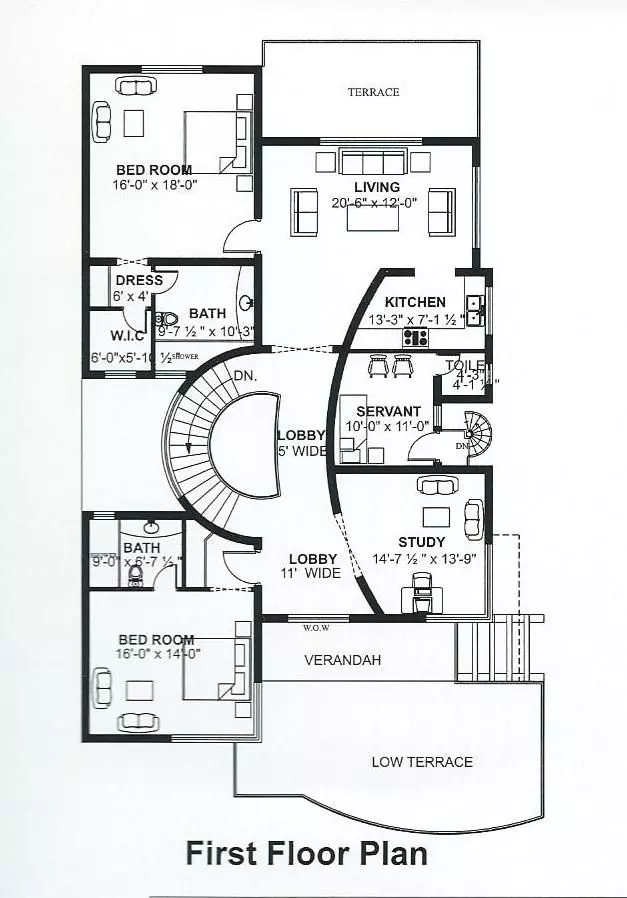 TERRACE
BED ROOM
16'-0" x 18'-0"
LIVING
20'-6" x 12'-0"
DRESS
6' x 4'
KITCHEN
13'-3" x 7'-1 ½ "
BATH
9'-7 ½ " x 10'-3"
W.I.C
6'-0"x5'-10 ½"
SHOWER
DN.
TOILET
4'-3"
4'-1 ½ "
SERVANT
10'-0" x 11'-0"
LOBBY
5' WIDE
DN
BATH
9'-0" x 6'-7 ½ "
STUDY
14'-7 ½ " x 13'-9"
LOBBY
11' WIDE
W.O.W
BED ROOM
16'-0" x 14'-0"
VERANDAH
LOW TERRACE
First Floor Plan